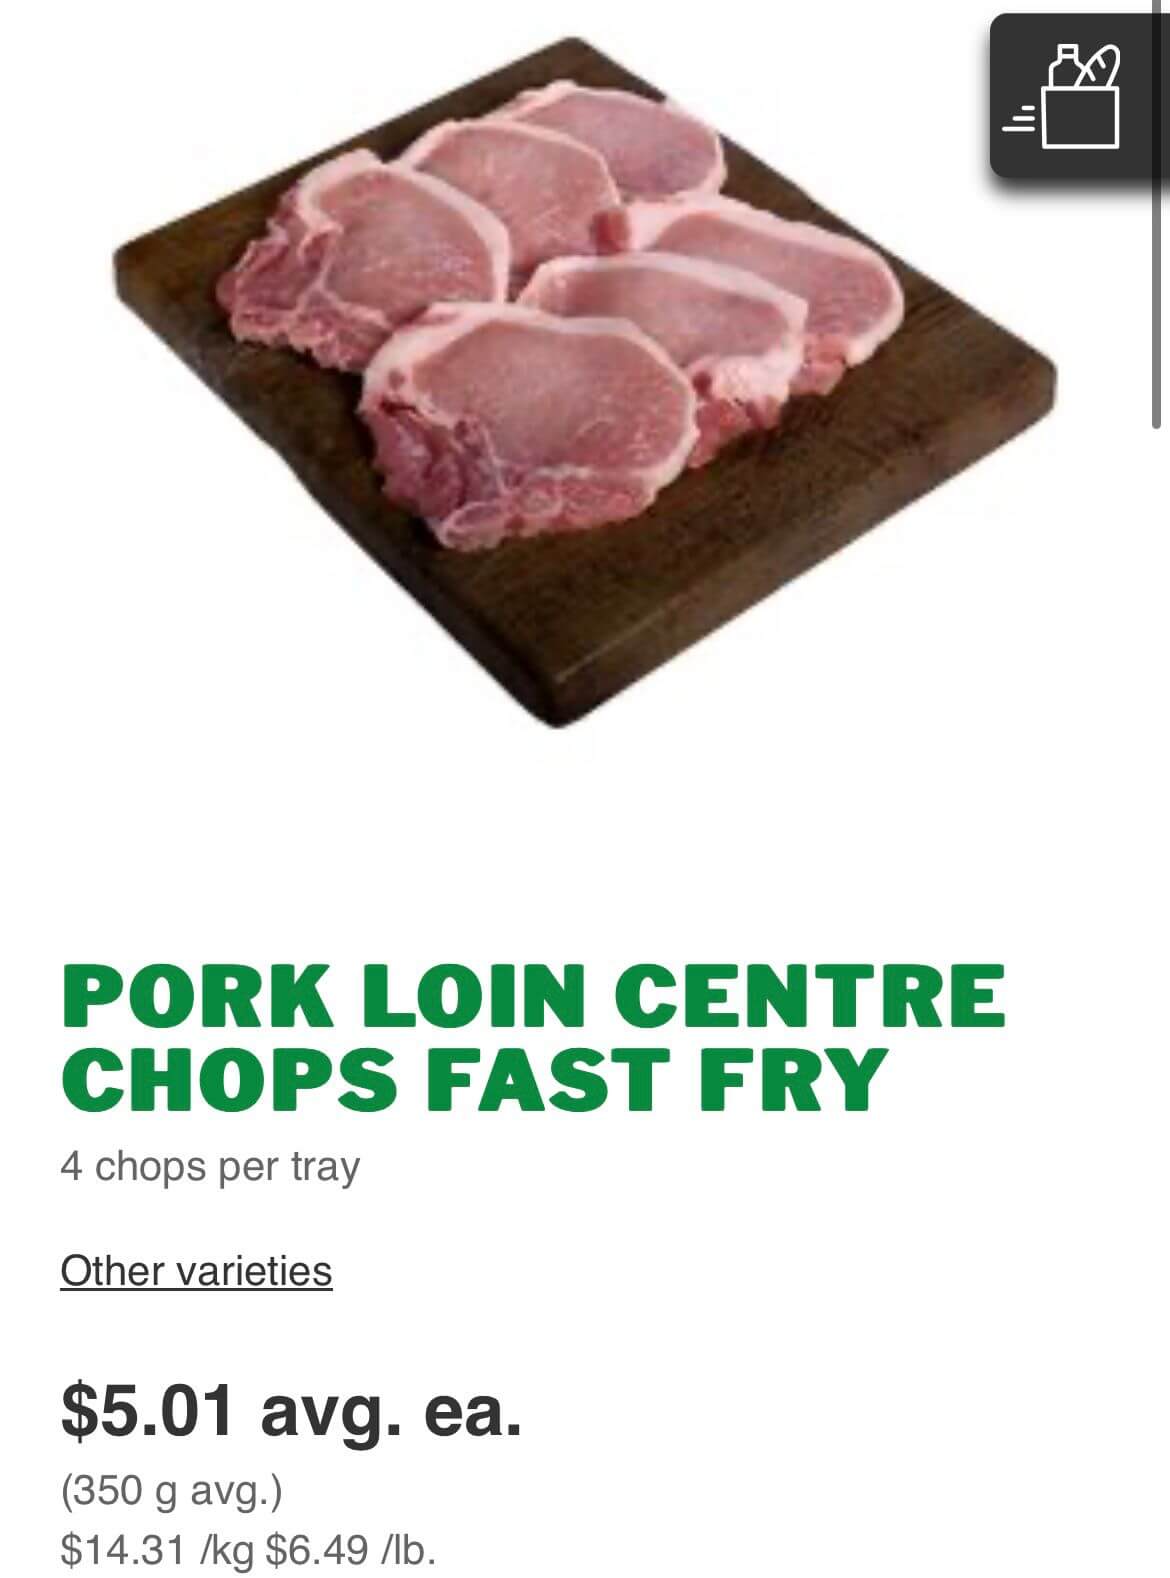 PORK LOIN CENTRE
CHOPS FAST FRY
4 chops per tray
Other varieties
$5.01 avg. ea.
(350 g avg.)
$14.31 /kg $6.49 /lb.